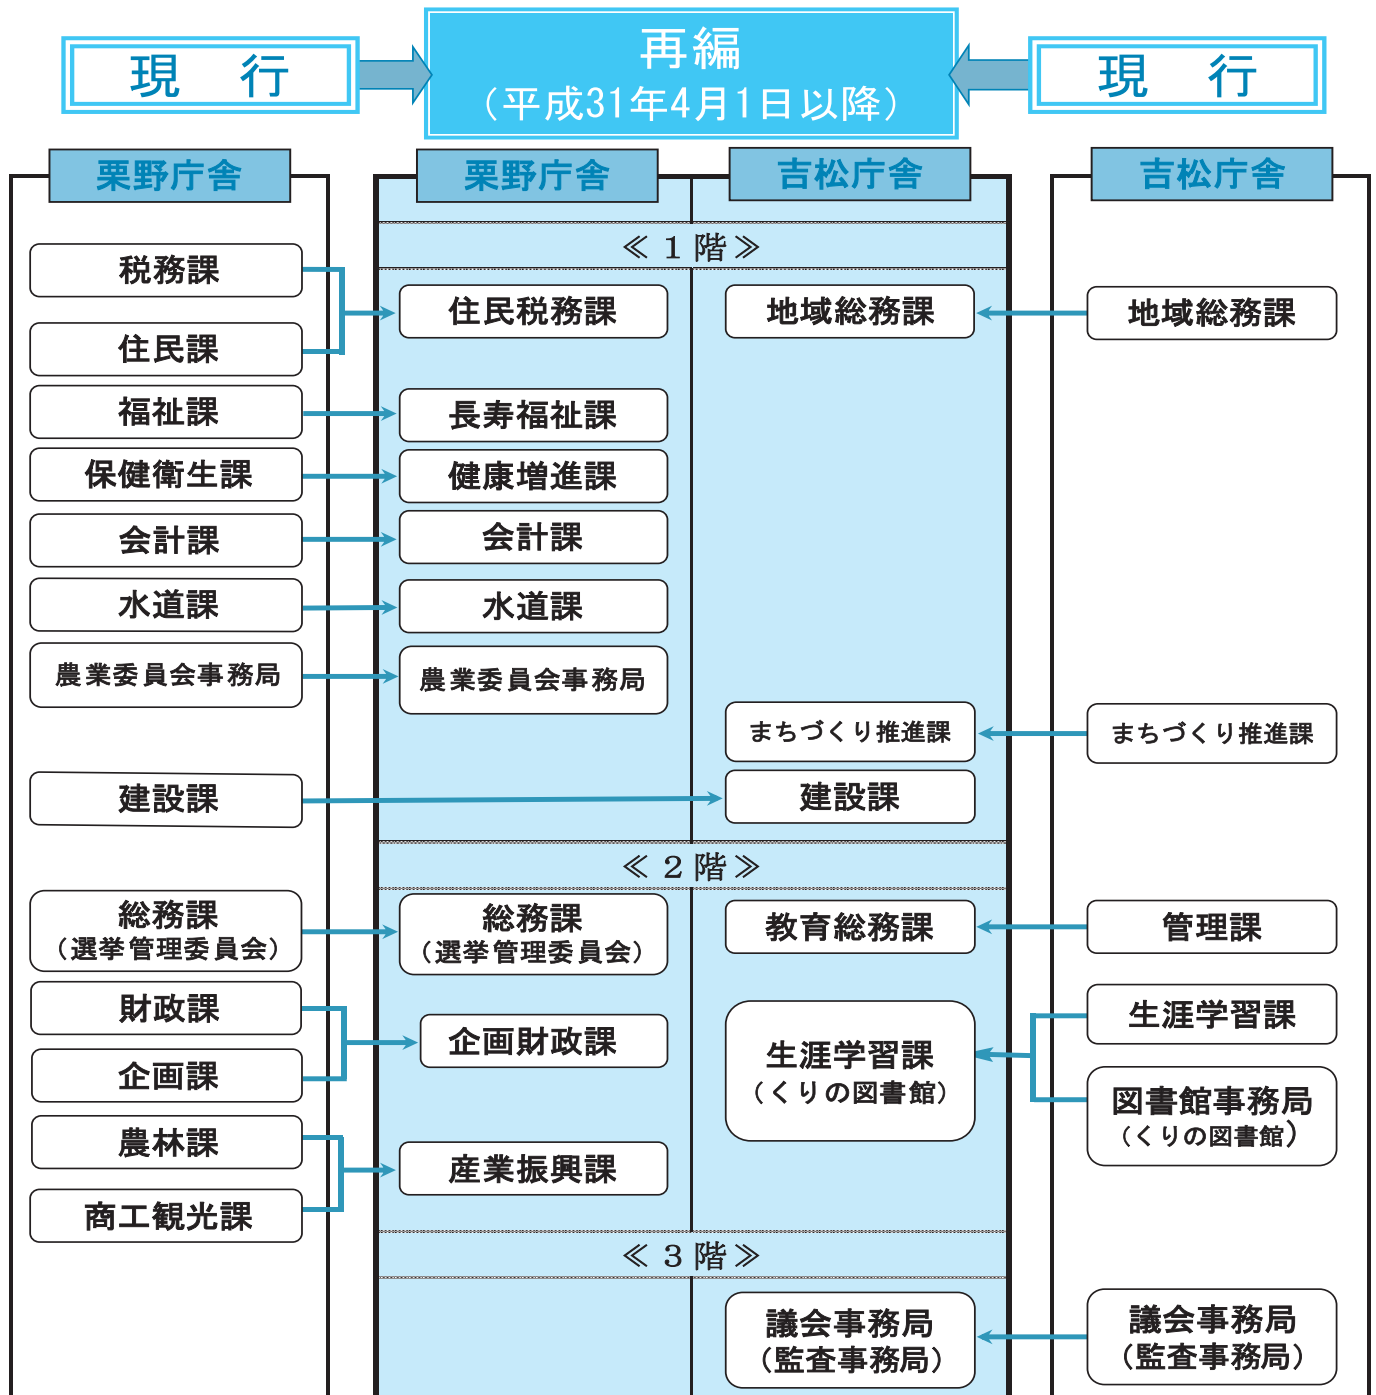 現　行
再編
（平成31年4月1日以降）
現　行
栗野庁舎
栗野庁舎
吉松庁舎
吉松庁舎
≪１階≫
税務課
住民課
住民税務課
地域総務課
地域総務課
福祉課
長寿福祉課
保健衛生課
健康増進課
会計課
会計課
水道課
水道課
農業委員会事務局
農業委員会事務局
まちづくり推進課
まちづくり推進課
建設課
建設課
≪２階≫
総務課
（選挙管理委員会）
総務課
（選挙管理委員会）
教育総務課
管理課
財政課
企画課
企画財政課
生涯学習課
（くりの図書館）
生涯学習課
図書館事務局
（くりの図書館）
農林課
商工観光課
産業振興課
≪３階≫
議会事務局
（監査事務局）
議会事務局
（監査事務局）